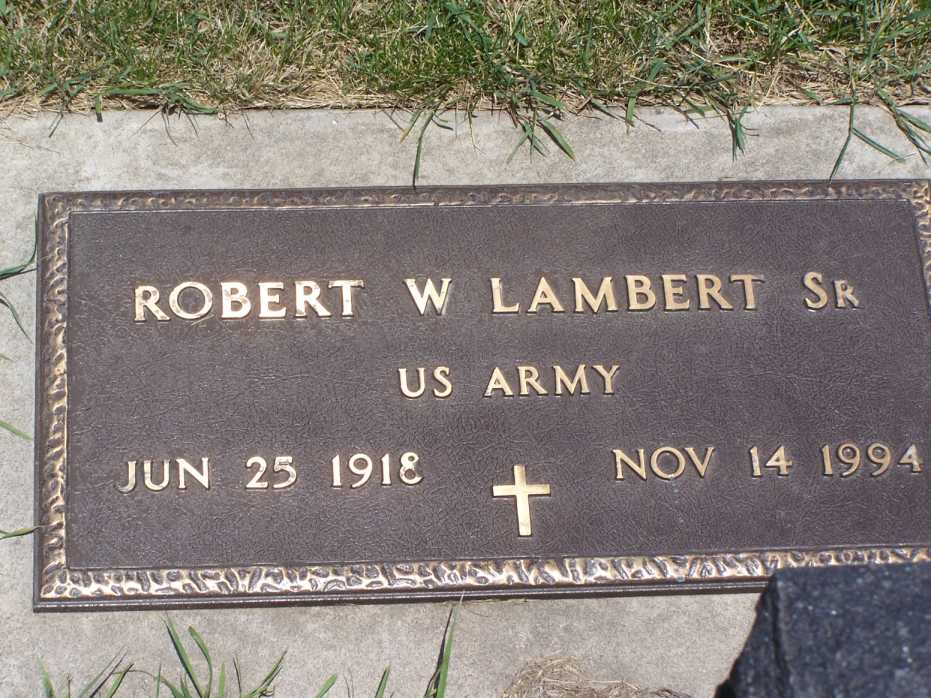 ROBERT W LAMBERT SR
US ARMY
JUN 25 1918 NOV 14 1994